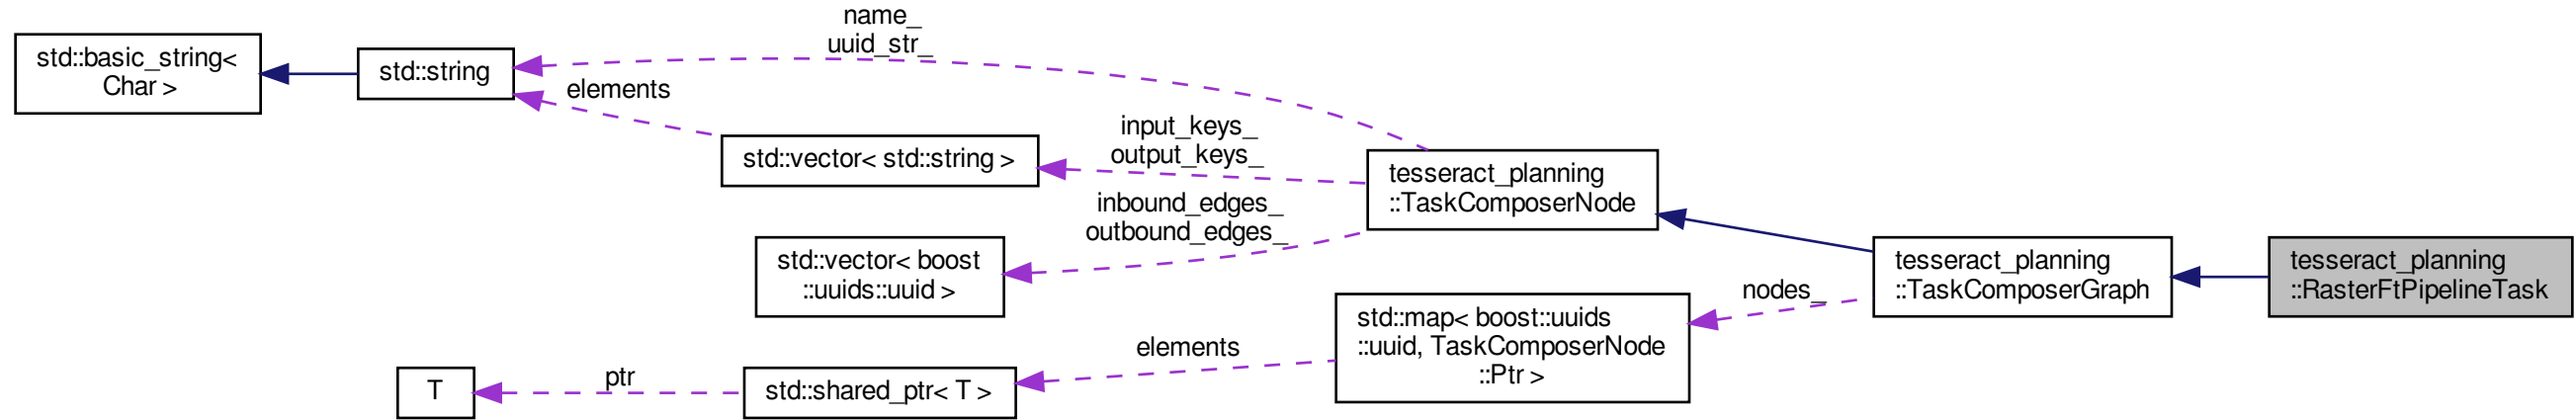 std::basic_string<
Char >
std::string
name_
uuid_str_
elements
std::vector< std::string >
input_keys_
output_keys_
inbound_edges_
outbound_edges_
std::vector< boost
::uuids::uuid >
tesseract_planning
::TaskComposerNode
tesseract_planning
::TaskComposerGraph
tesseract_planning
::RasterFtPipelineTask
nodes_
std::map< boost::uuids
::uuid, TaskComposerNode
::Ptr >
elements
std::shared_ptr< T >
ptr
T